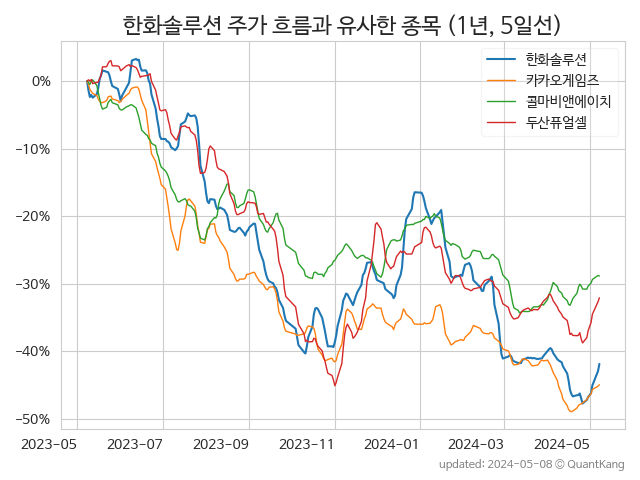 한화솔루션 주가 흐름과 유사한 종목 (1년, 5일선)
한화솔루션
카카오게임즈
콜마비앤에이치
두산퓨얼셀
0%
−10%
−20%
−30%
−40%
−50%
2023-05 2023-07 2023-09 2023-11 2024-01 2024-03 2024-05
updated: 2024-05-08 © QuantKang